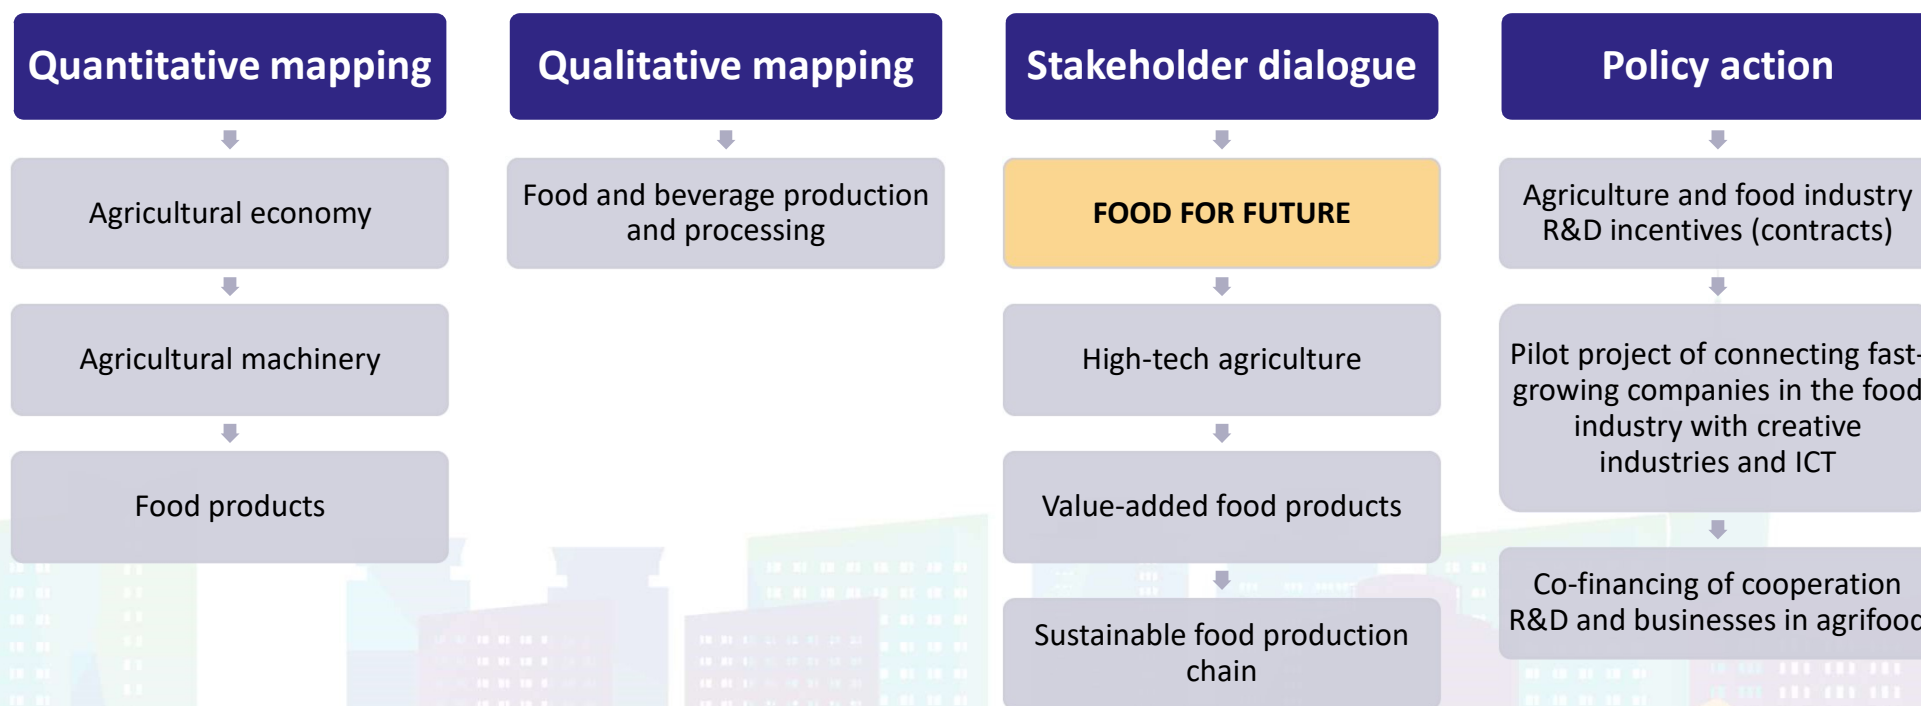 Quantitative mapping
Agricultural economy
Agricultural machinery
Food products
Qualitative mapping
Food and beverage production
and processing
Stakeholder dialogue
FOOD FOR FUTURE
High-tech agriculture
Value-added food products
Sustainable food production
chain
Policy action
Agriculture and food industry
R&D incentives (contracts)
Pilot project of connecting fast-
growing companies in the food
industry with creative
industries and ICT
Co-financing of cooperation
R&D and businesses in agrifood